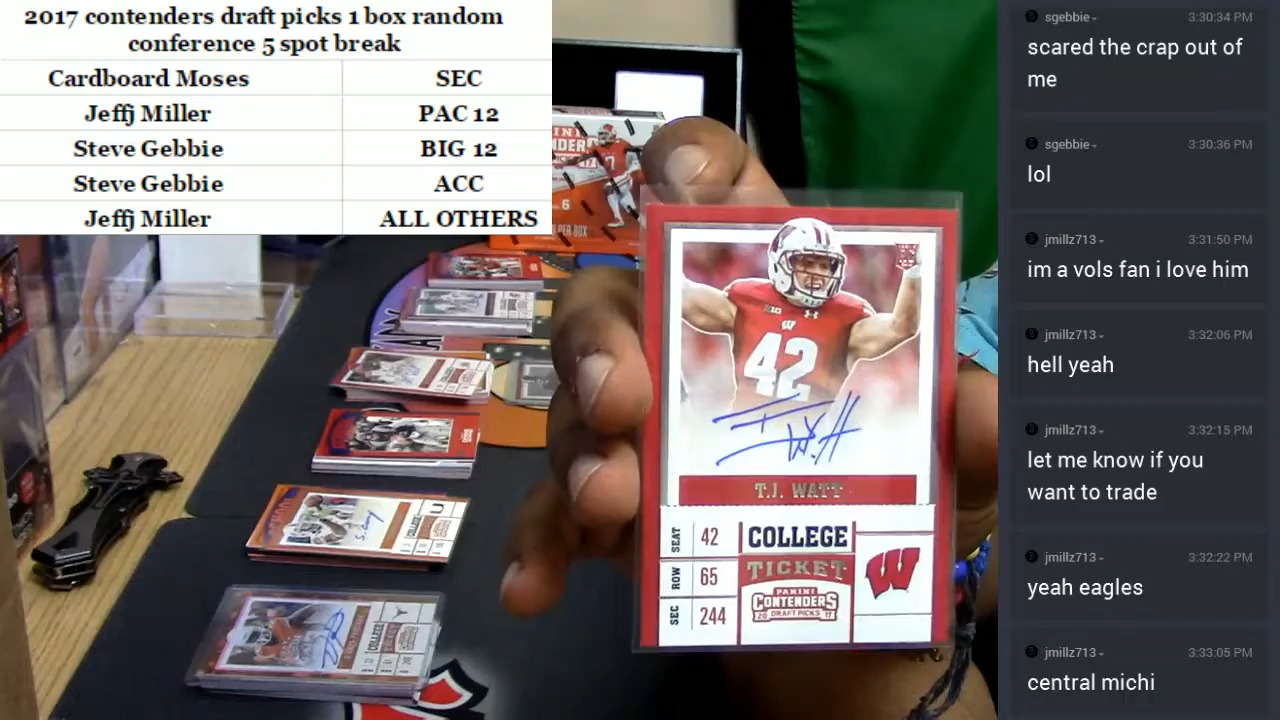 2017 contenders draft picks 1 box random
conference 5 spot break
Cardboard Moses SEC
Jeffj Miller PAC 12
Steve Gebbie BIG 12
Steve Gebbie ACC
Jeffj Miller ALL OTHERS
sgebbie 3:30:34 PM
scared the crap out of
me
sgebbie 3:30:36 PM
lol
jmillz713 3:31:50 PM
im a vols fan i love him
jmillz713 3:32:06 PM
hell yeah
jmillz713 3:32:15 PM
let me know if you
want to trade
jmillz713 3:32:22 PM
yeah eagles
jmillz713 3:33:05 PM
central michi
W
42
T.J. WATT
SEAT 42
ROW 65
SEC 244
COLLEGE
TICKET
PANINI
CONTENDERS
20 DRAFT PICKS 17
W